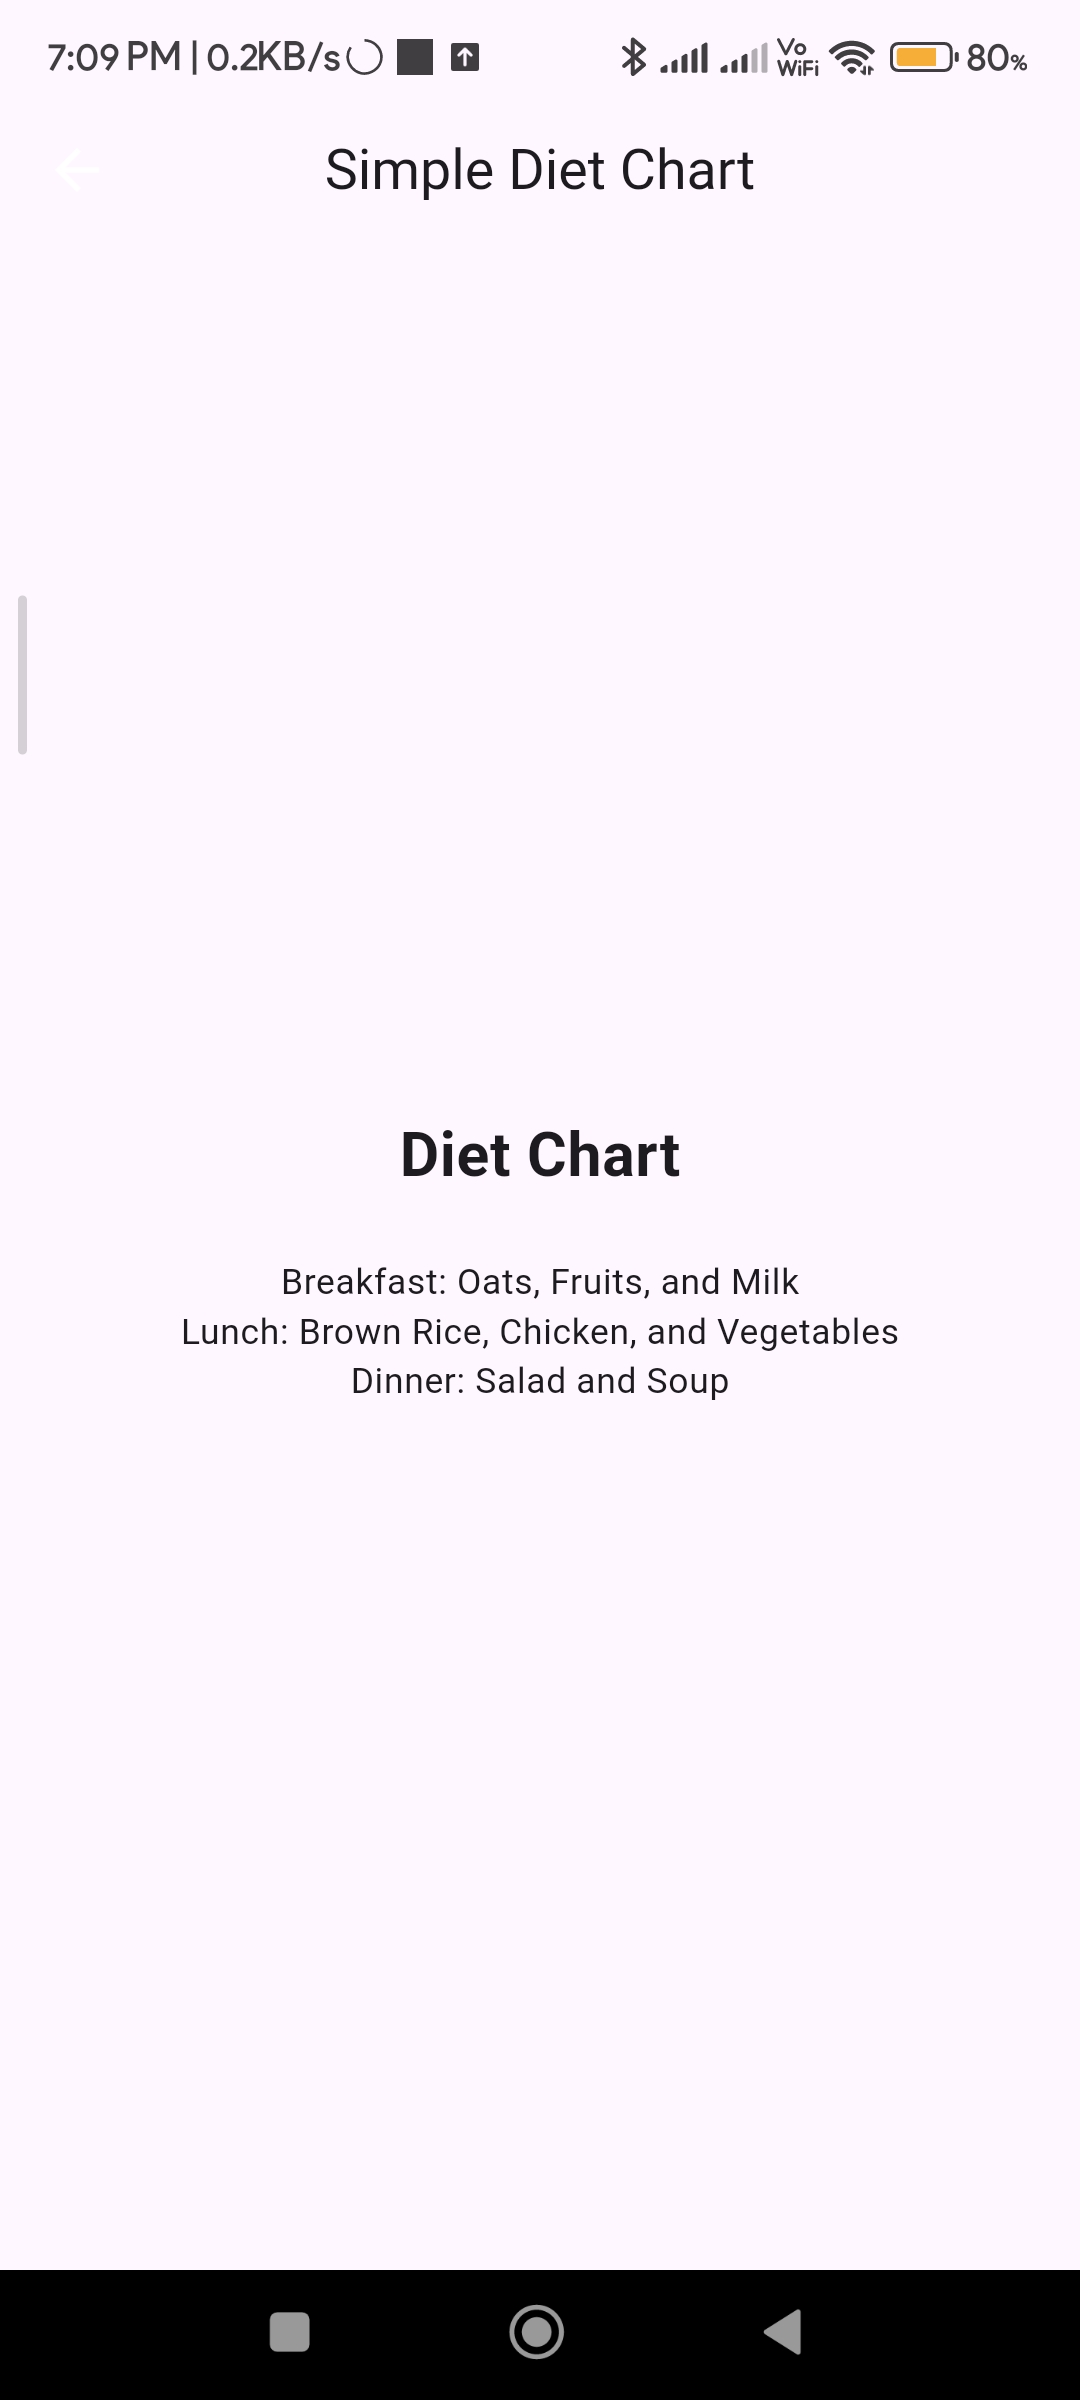 7:09 PM | 0.2KB/s
Vo
WiFi
80%
Simple Diet Chart
Diet Chart
Breakfast: Oats, Fruits, and Milk
Lunch: Brown Rice, Chicken, and Vegetables
Dinner: Salad and Soup